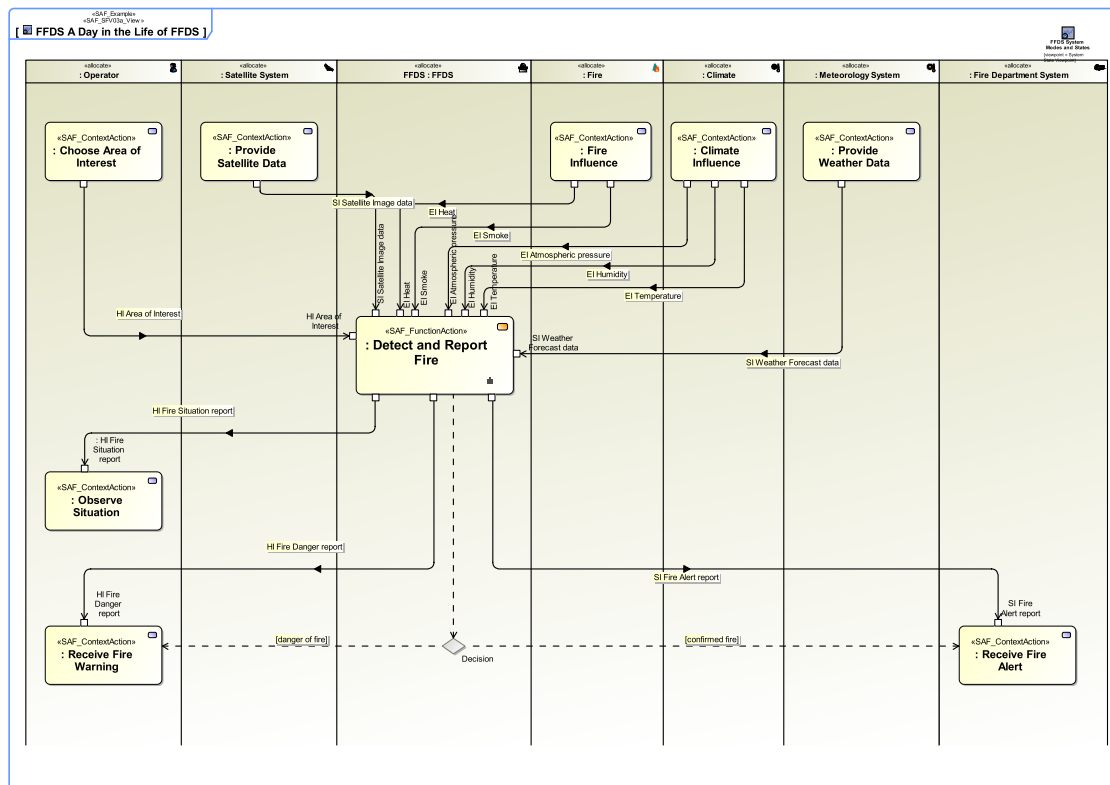 «SAF_Example»
«SAF_SFV03a_View»
[ FFDS A Day in the Life of FFDS ]
FFDS System
Modes and States
(viewpoint = System
State Viewpoint)
«allocate»
: Operator
«allocate»
: Satellite System
FFDS : FFDS
«allocate»
: Fire
«allocate»
: Climate
«allocate»
: Meteorology System
«allocate»
: Fire Department System
«SAF_ContextAction»
: Choose Area of
Interest
«SAF_ContextAction»
: Provide
Satellite Data
«SAF_ContextAction»
: Fire
Influence
«SAF_ContextAction»
: Climate
Influence
«SAF_ContextAction»
: Provide
Weather Data
SI Satellite Image data
EI Heat
EI Smoke
EI Atmospheric pressure
EI Humidity
EI Temperature
SI Satellite Image data
EI Heat
EI Smoke
EI Atmospheric pressure
EI Humidity
EI Temperature
HI Area of Interest
HI Area of
Interest
«SAF_FunctionAction»
: Detect and Report
Fire
SI Weather
Forecast data
SI Weather Forecast data
HI Fire Situation report
: HI Fire
Situation
report
«SAF_ContextAction»
: Observe
Situation
HI Fire Danger report
SI Fire Alert report
HI Fire
Danger
report
SI Fire
Alert report
«SAF_ContextAction»
: Receive Fire
Warning
[danger of fire]
Decision
[confirmed fire]
«SAF_ContextAction»
: Receive Fire
Alert